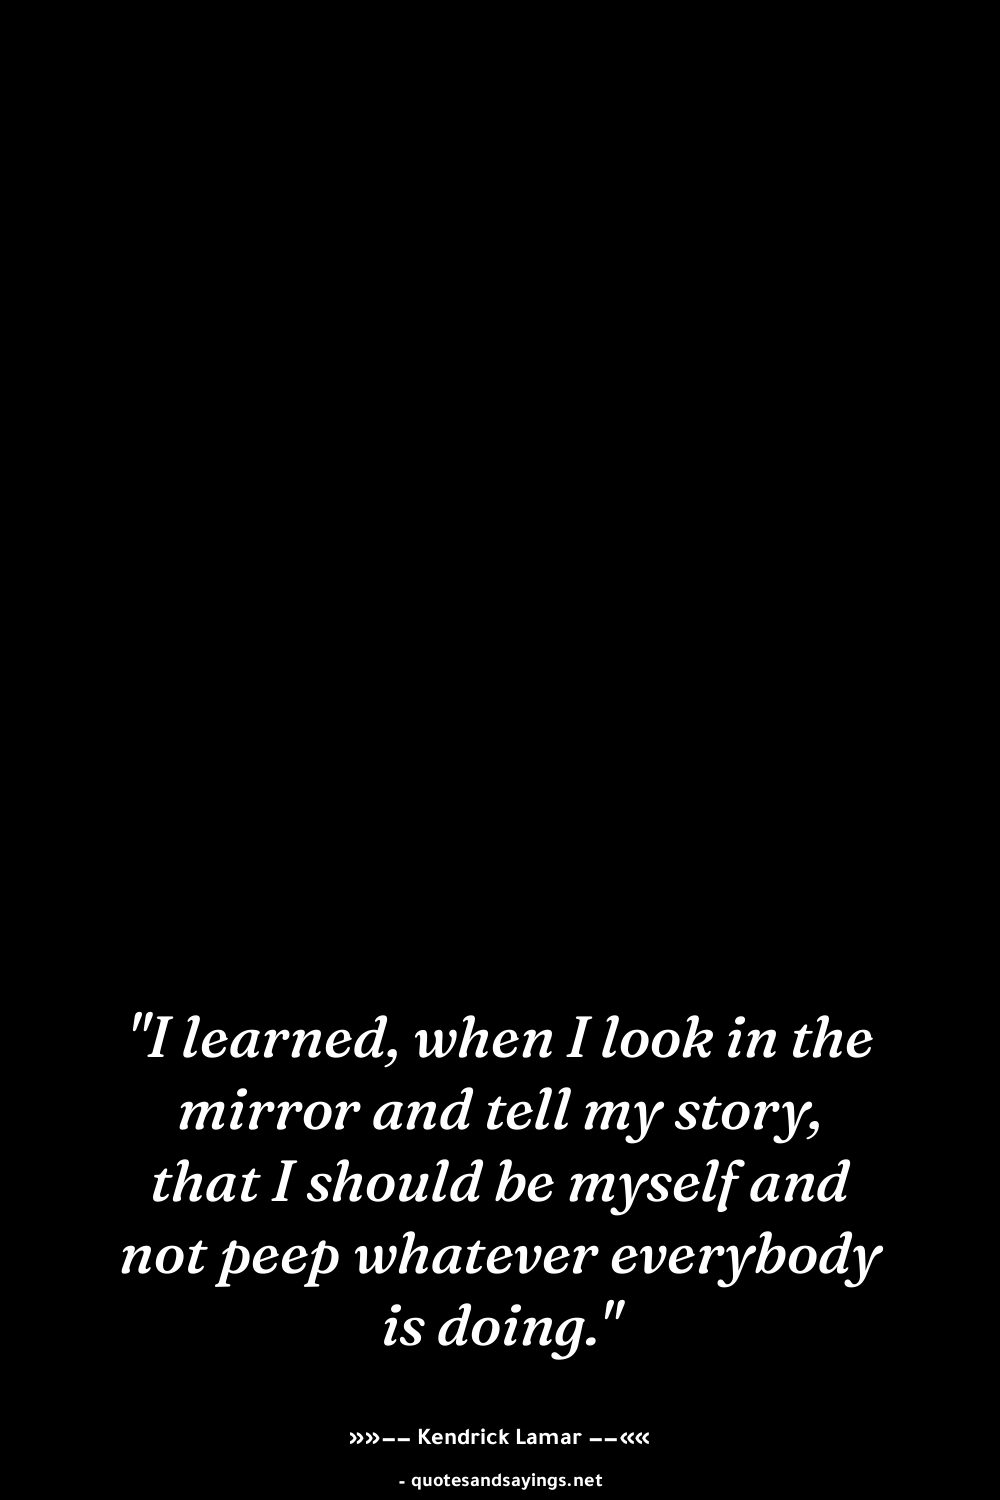 "I learned, when I look in the
mirror and tell my story,
that I should be myself and
not peep whatever everybody
is doing."
»»–– Kendrick Lamar ––««
- quotesandsayings.net